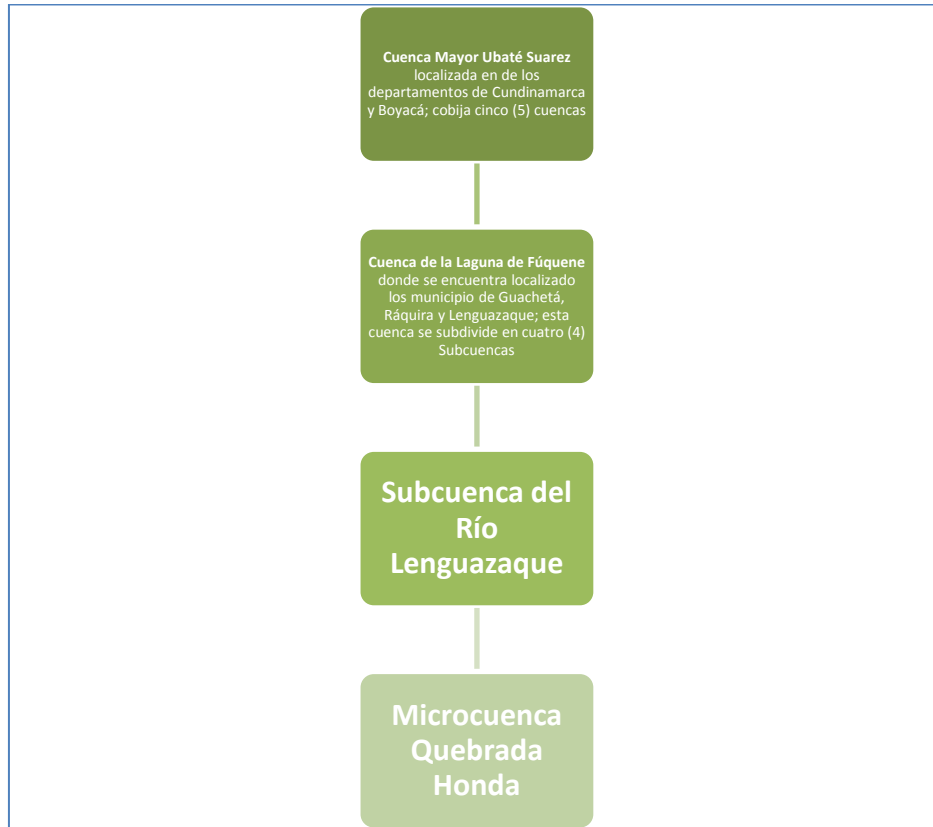 Cuenca Mayor Ubaté Suarez
localizada en de los
departamentos de Cundinamarca
y Boyacá; cobija cinco (5) cuencas
Cuenca de la Laguna de Fúquene
donde se encuentra localizado
los municipio de Guachetá,
Ráquira y Lenguazaque; esta
cuenca se subdivide en cuatro (4)
Subcuencas
Subcuenca del
Río
Lenguazaque
Microcuenca
Quebrada
Honda